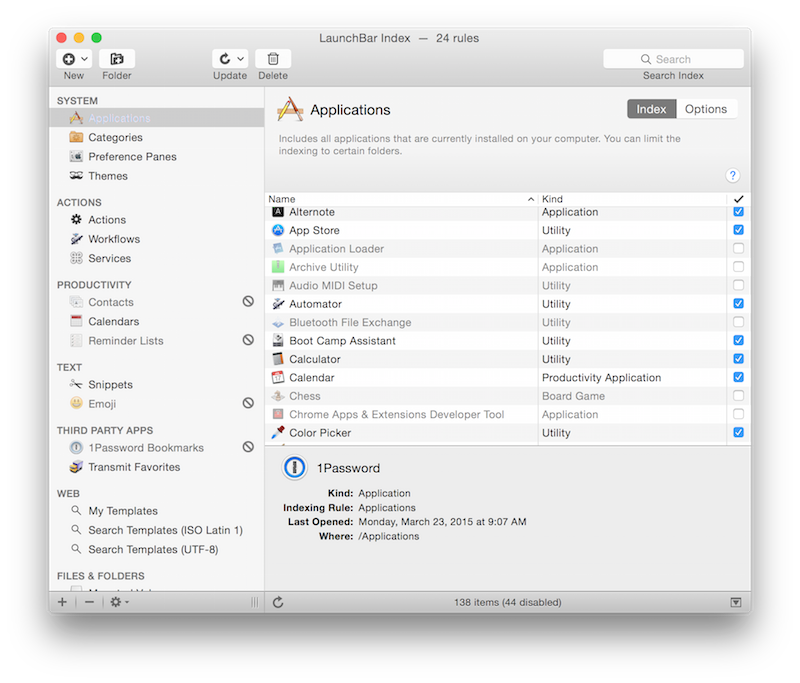 LaunchBar Index — 24 rules
New
Folder
Update
Delete
Search
Search Index
SYSTEM
Applications
Categories
Preference Panes
Themes
ACTIONS
Actions
Workflows
Services
PRODUCTIVITY
Contacts
Calendars
Reminder Lists
TEXT
Snippets
Emoji
THIRD PARTY APPS
1Password Bookmarks
Transmit Favorites
WEB
My Templates
Search Templates (ISO Latin 1)
Search Templates (UTF-8)
FILES & FOLDERS
Applications
Index Options
Includes all applications that are currently installed on your computer. You can limit the
indexing to certain folders.
?
Name Kind
Alternote Application
App Store Utility
Application Loader Application
Archive Utility Application
Audio MIDI Setup Utility
Automator Utility
Bluetooth File Exchange Utility
Boot Camp Assistant Utility
Calculator Utility
Calendar Productivity Application
Chess Board Game
Chrome Apps & Extensions Developer Tool Application
Color Picker Utility
1Password
Kind: Application
Indexing Rule: Applications
Last Opened: Monday, March 23, 2015 at 9:07 AM
Where: /Applications
138 items (44 disabled)